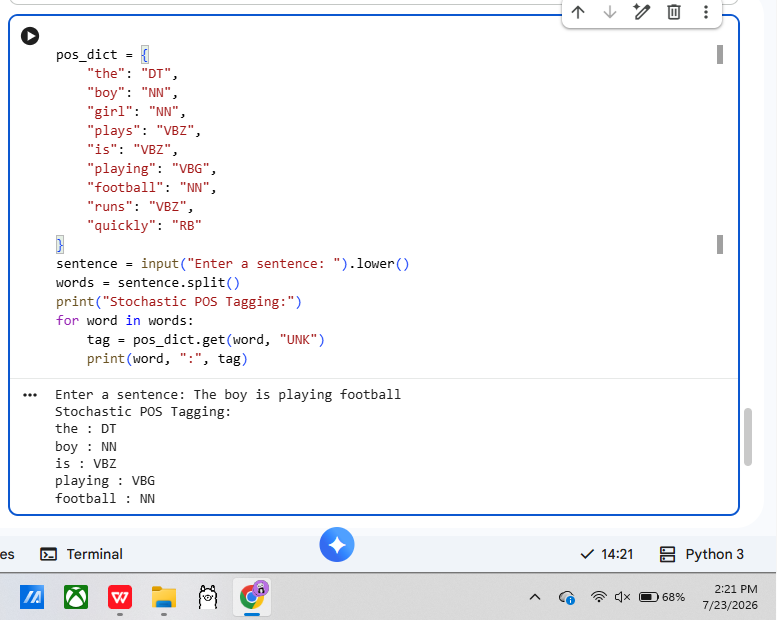 pos_dict = {
    "the": "DT",
    "boy": "NN",
    "girl": "NN",
    "plays": "VBZ",
    "is": "VBZ",
    "playing": "VBG",
    "football": "NN",
    "runs": "VBZ",
    "quickly": "RB"
}
sentence = input("Enter a sentence: ").lower()
words = sentence.split()
print("Stochastic POS Tagging:")
for word in words:
    tag = pos_dict.get(word, "UNK")
    print(word, ":", tag)
Enter a sentence: The boy is playing football
Stochastic POS Tagging:
the : DT
boy : NN
is : VBZ
playing : VBG
football : NN
es Terminal 14:21 Python 3
68% 2:21 PM
7/23/2026